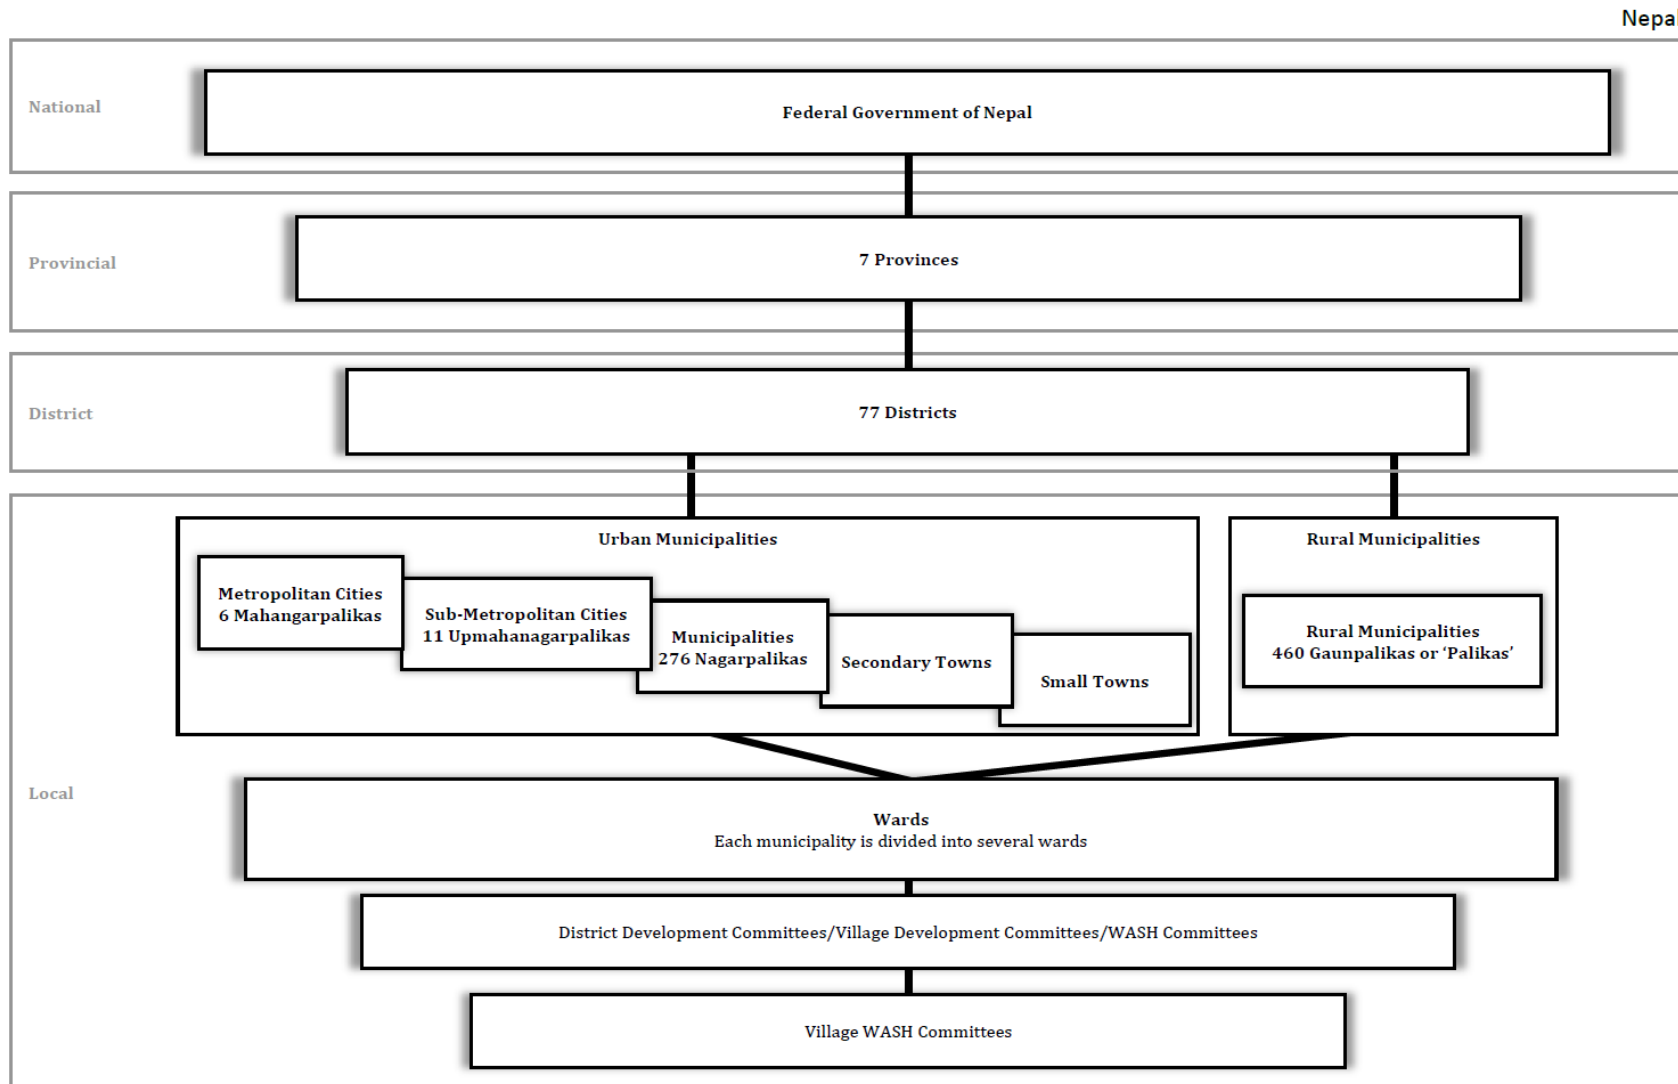 Nepal
National
Federal Government of Nepal
Provincial
7 Provinces
District
77 Districts
Urban Municipalities
Metropolitan Cities
6 Mahangarpalikas
Sub-Metropolitan Cities
11 Upmahanagarpalikas
Municipalities
276 Nagarpalikas
Secondary Towns
Small Towns
Rural Municipalities
Rural Municipalities
460 Gaunpalikas or ‘Palikas’
Local
Wards
Each municipality is divided into several wards
District Development Committees/Village Development Committees/WASH Committees
Village WASH Committees